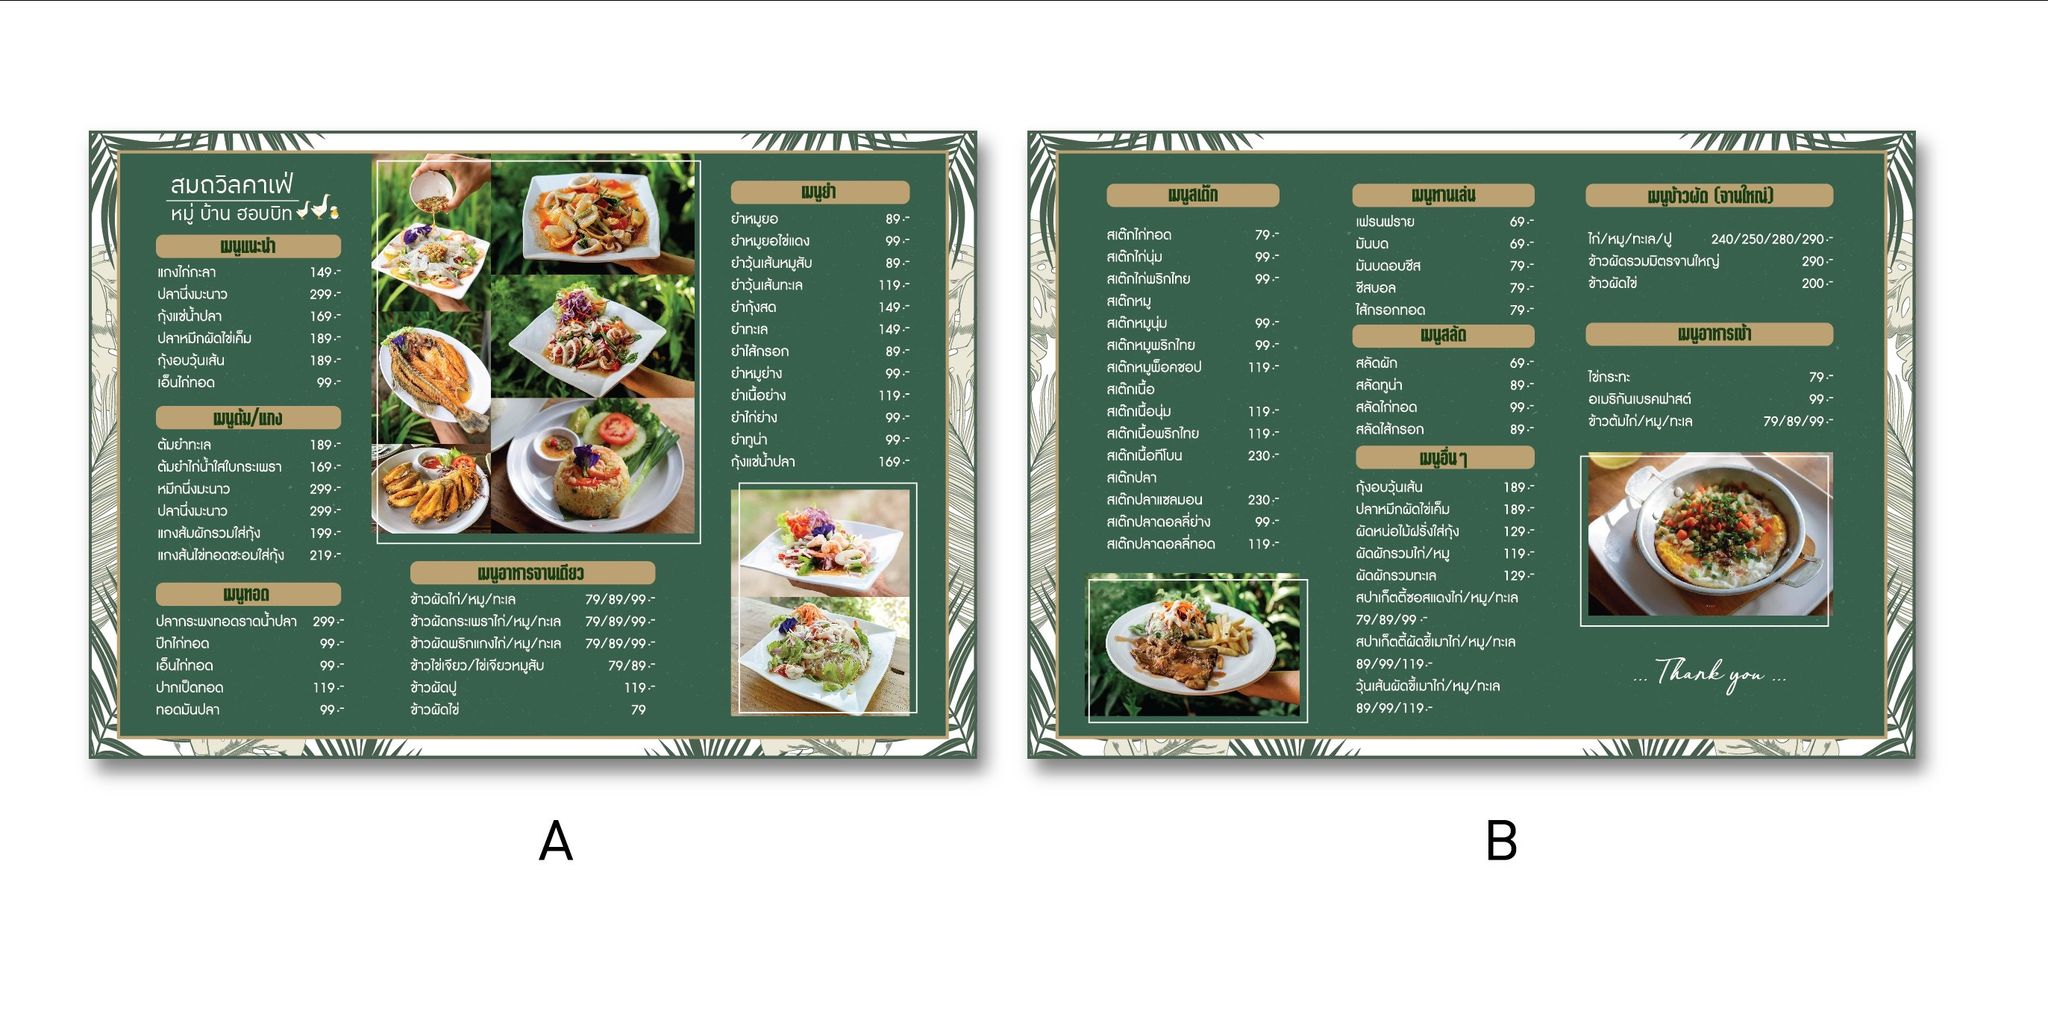 สมถวิลคาเฟ่
หมู่ บ้าน ฮอบบิท
เมนูแนะนำ
แกงไก่กะลา 149.-
ปลานึ่งมะนาว 299.-
กุ้งแช่น้ำปลา 169.-
ปลาหมึกผัดไข่เค็ม 189.-
กุ้งอบวุ้นเส้น 189.-
เอ็นไก่ทอด 99.-
เมนูต้ม/แกง
ต้มยำทะเล 189.-
ต้มยำไก่น้ำใสใบกระเพรา 169.-
หมึกนึ่งมะนาว 299.-
ปลานึ่งมะนาว 299.-
แกงส้มผักรวมใส่กุ้ง 199.-
แกงส้นไข่ทอดชะอมใส่กุ้ง 219.-
เมนูทอด
ปลากระพงทอดราดน้ำปลา 299.-
ปีกไก่ทอด 99.-
เอ็นไก่ทอด 99.-
ปากเป็ดทอด 119.-
ทอดมันปลา 99.-
เมนูอาหารจานเดียว
ข้าวผัดไก่/หมู/ทะเล 79/89/99.-
ข้าวผัดกระเพราไก่/หมู/ทะเล 79/89/99.-
ข้าวผัดพริกแกงไก่/หมู/ทะเล 79/89/99.-
ข้าวไข่เจียว/ไข่เจียวหมูสับ 79/89.-
ข้าวผัดปู 119.-
ข้าวผัดไข่ 79
เมนูยำ
ยำหมูยอ 89.-
ยำหมูยอไข่แดง 99.-
ยำวุ้นเส้นหมูสับ 89.-
ยำวุ้นเส้นทะเล 119.-
ยำกุ้งสด 149.-
ยำทะเล 149.-
ยำไส้กรอก 89.-
ยำหมูย่าง 99.-
ยำเนื้อย่าง 119.-
ยำไก่ย่าง 99.-
ยำทูน่า 99.-
กุ้งแช่น้ำปลา 169.-
A
เมนูสเต๊ก
สเต๊กไก่ทอด 79.-
สเต๊กไก่นุ่ม 99.-
สเต๊กไก่พริกไทย 99.-
สเต๊กหมู
สเต๊กหมูนุ่ม 99.-
สเต๊กหมูพริกไทย 99.-
สเต๊กหมูพ็อคชอป 119.-
สเต๊กเนื้อ
สเต๊กเนื้อนุ่ม 119.-
สเต๊กเนื้อพริกไทย 119.-
สเต๊กเนื้อทีโบน 230.-
สเต๊กปลา
สเต๊กปลาแซลมอน 230.-
สเต๊กปลาดอลลี่ย่าง 99.-
สเต๊กปลาดอลลี่ทอด 119.-
เมนูทานเล่น
เฟรนฟราย 69.-
มันบด 69.-
มันบดอบชีส 79.-
ชีสบอล 79.-
ไส้กรอกทอด 79.-
เมนูสลัด
สลัดผัก 69.-
สลัดทูน่า 89.-
สลัดไก่ทอด 99.-
สลัดไส้กรอก 89.-
เมนูอื่นๆ
กุ้งอบวุ้นเส้น 189.-
ปลาหมึกผัดไข่เค็ม 189.-
ผัดหน่อไม้ฝรั่งใส่กุ้ง 129.-
ผัดผักรวมไก่/หมู 119.-
ผัดผักรวมทะเล 129.-
สปาเก็ตตี้ซอสแดงไก่/หมู/ทะเล
79/89/99.-
สปาเก็ตตี้ผัดขี้เมาไก่/หมู/ทะเล
89/99/119.-
วุ้นเส้นผัดขี้เมาไก่/หมู/ทะเล
89/99/119.-
เมนูข้าวผัด (จานใหญ่)
ไก่/หมู/ทะเล/ปู 240/250/280/290.-
ข้าวผัดรวมมิตรจานใหญ่ 290.-
ข้าวผัดไข่ 200.-
เมนูอาหารเช้า
ไข่กระทะ 79.-
อเมริกันเบรคฟาสต์ 99.-
ข้าวต้มไก่/หมู/ทะเล 79/89/99.-
... Thank you ...
B